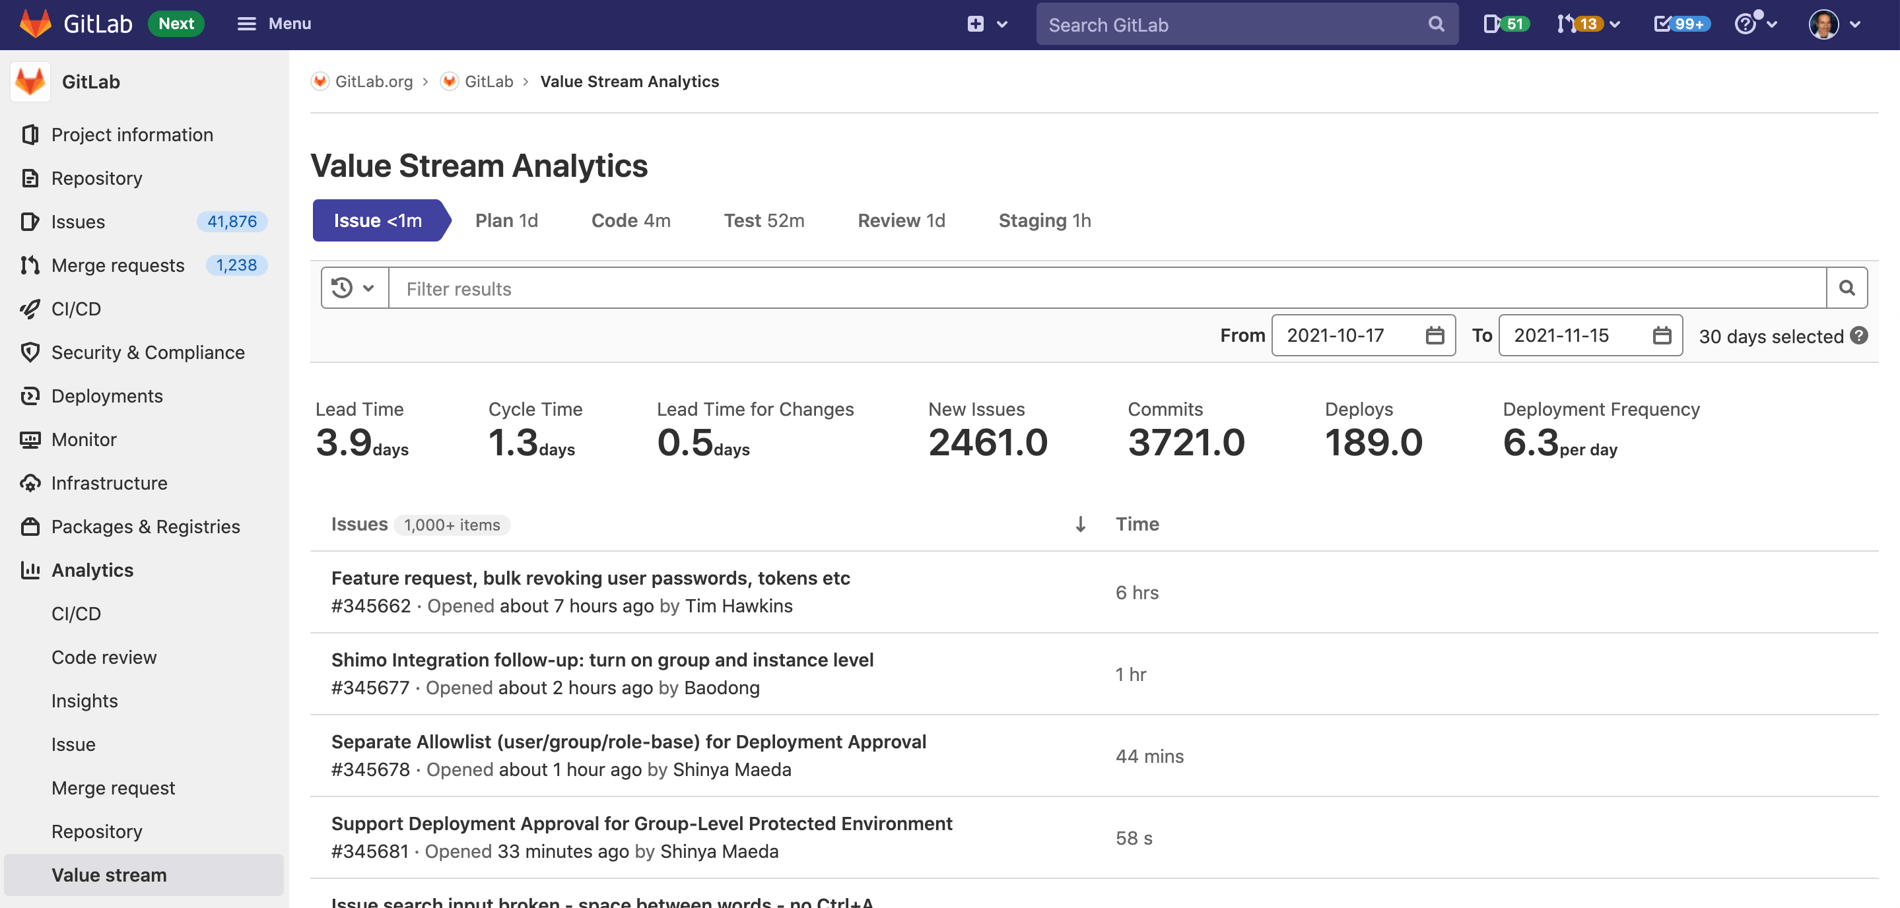 GitLab Next Menu Search GitLab 51 13 99+
GitLab
Project information
Repository
Issues 41,876
Merge requests 1,238
CI/CD
Security & Compliance
Deployments
Monitor
Infrastructure
Packages & Registries
Analytics
CI/CD
Code review
Insights
Issue
Merge request
Repository
Value stream
GitLab.org › GitLab › Value Stream Analytics
Value Stream Analytics
Issue <1m Plan 1d Code 4m Test 52m Review 1d Staging 1h
Filter results
From 2021-10-17 To 2021-11-15 30 days selected ?
Lead Time Cycle Time Lead Time for Changes New Issues Commits Deploys Deployment Frequency
3.9 days 1.3 days 0.5 days 2461.0 3721.0 189.0 6.3 per day
Issues 1,000+ items ↓ Time
Feature request, bulk revoking user passwords, tokens etc
#345662 · Opened about 7 hours ago by Tim Hawkins
6 hrs
Shimo Integration follow-up: turn on group and instance level
#345677 · Opened about 2 hours ago by Baodong
1 hr
Separate Allowlist (user/group/role-base) for Deployment Approval
#345678 · Opened about 1 hour ago by Shinya Maeda
44 mins
Support Deployment Approval for Group-Level Protected Environment
#345681 · Opened 33 minutes ago by Shinya Maeda
58 s
Issue search input broken - space between words - no Ctrl+A